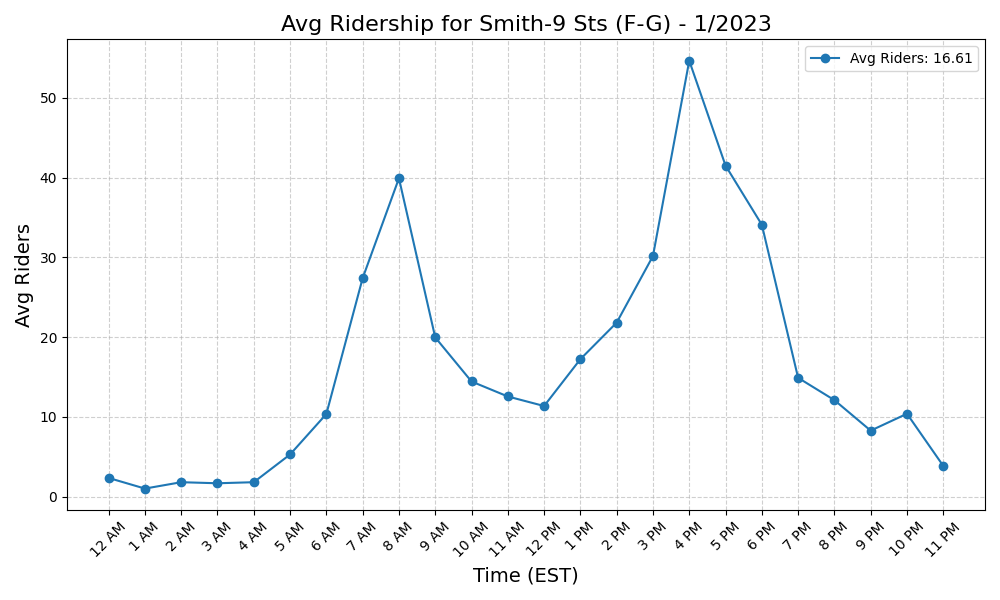 Avg Ridership for Smith-9 Sts (F-G) - 1/2023
Avg Riders: 16.61
Avg Riders
50
40
30
20
10
0
12 AM
1 AM
2 AM
3 AM
4 AM
5 AM
6 AM
7 AM
8 AM
9 AM
10 AM
11 AM
12 PM
1 PM
2 PM
3 PM
4 PM
5 PM
6 PM
7 PM
8 PM
9 PM
10 PM
11 PM
Time (EST)